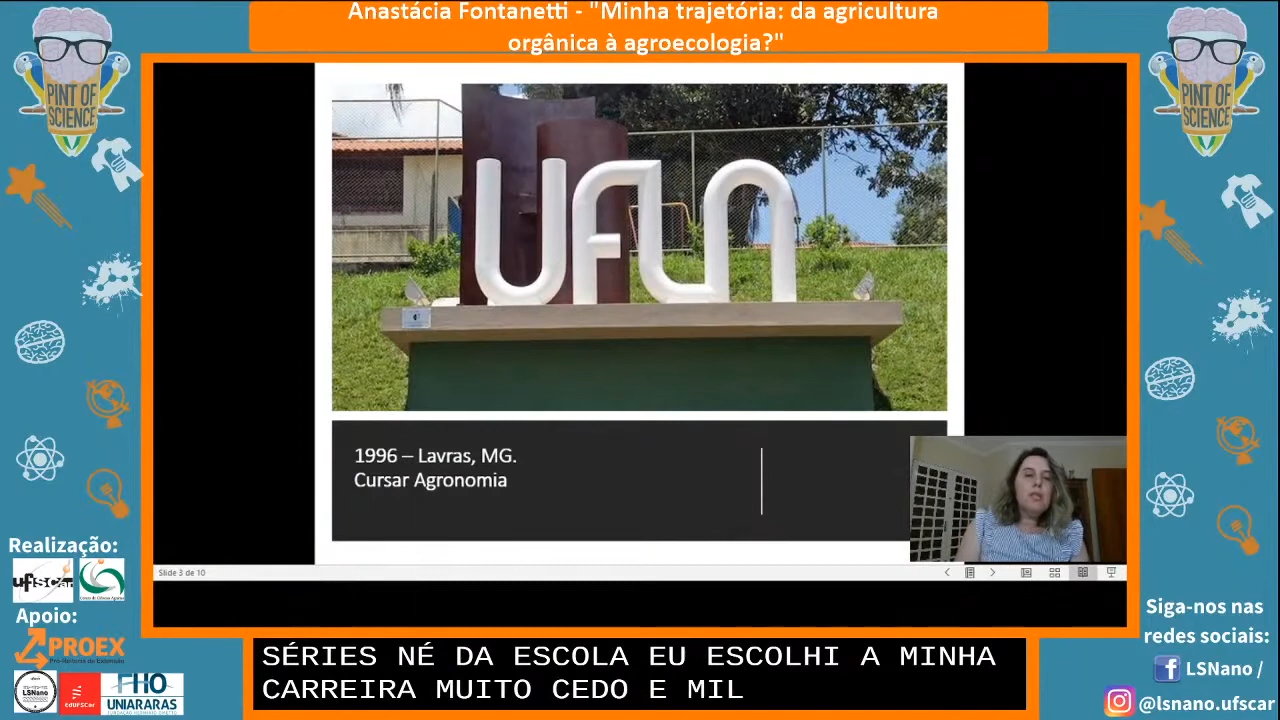 Anastácia Fontanetti - "Minha trajetória: da agricultura
orgânica à agroecologia?"
PINT OF
SCIENCE
PINT OF
SCIENCE
UFLA
1996 – Lavras, MG.
Cursar Agronomia
Slide 3 de 10
Realização:
ufscar
Apoio:
PROEX
LSNano
EdUFSCar
FHO
UNIARARAS
Siga-nos nas
redes sociais:
LSNano /
@lsnano.ufscar
SÉRIES NÉ DA ESCOLA EU ESCOLHI A MINHA
CARREIRA MUITO CEDO E MIL